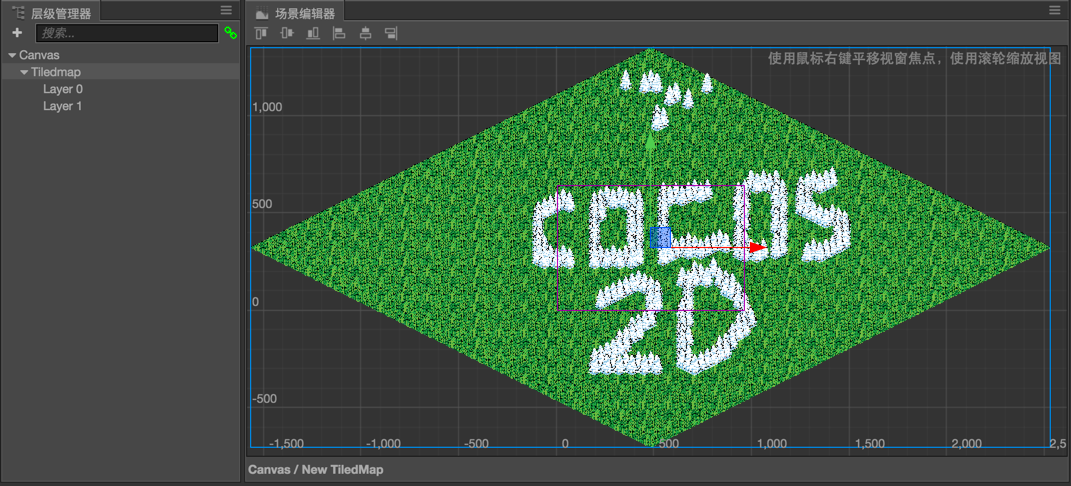 层级管理器
搜索...
Canvas
Tiledmap
Layer 0
Layer 1
场景编辑器
使用鼠标右键平移视窗焦点，使用滚轮缩放视图
1,000
500
0
-500
-1,500
-1,000
-500
0
500
1,000
1,500
2,000
2,5
COCOS
2D
Canvas / New TiledMap